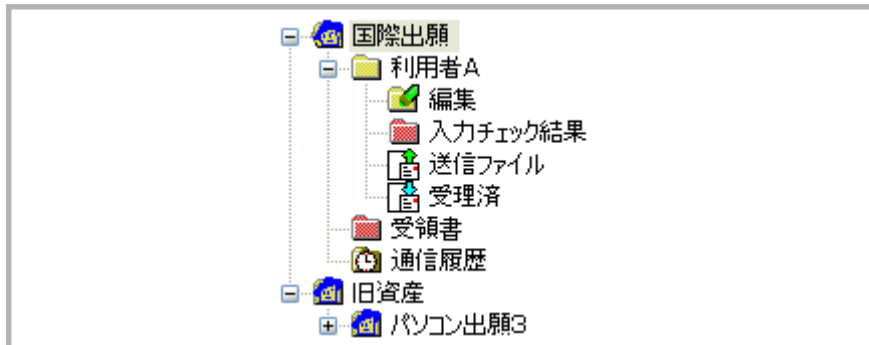 国際出願
利用者A
編集
入力チェック結果
送信ファイル
受理済
受領書
通信履歴
旧資産
パソコン出願3